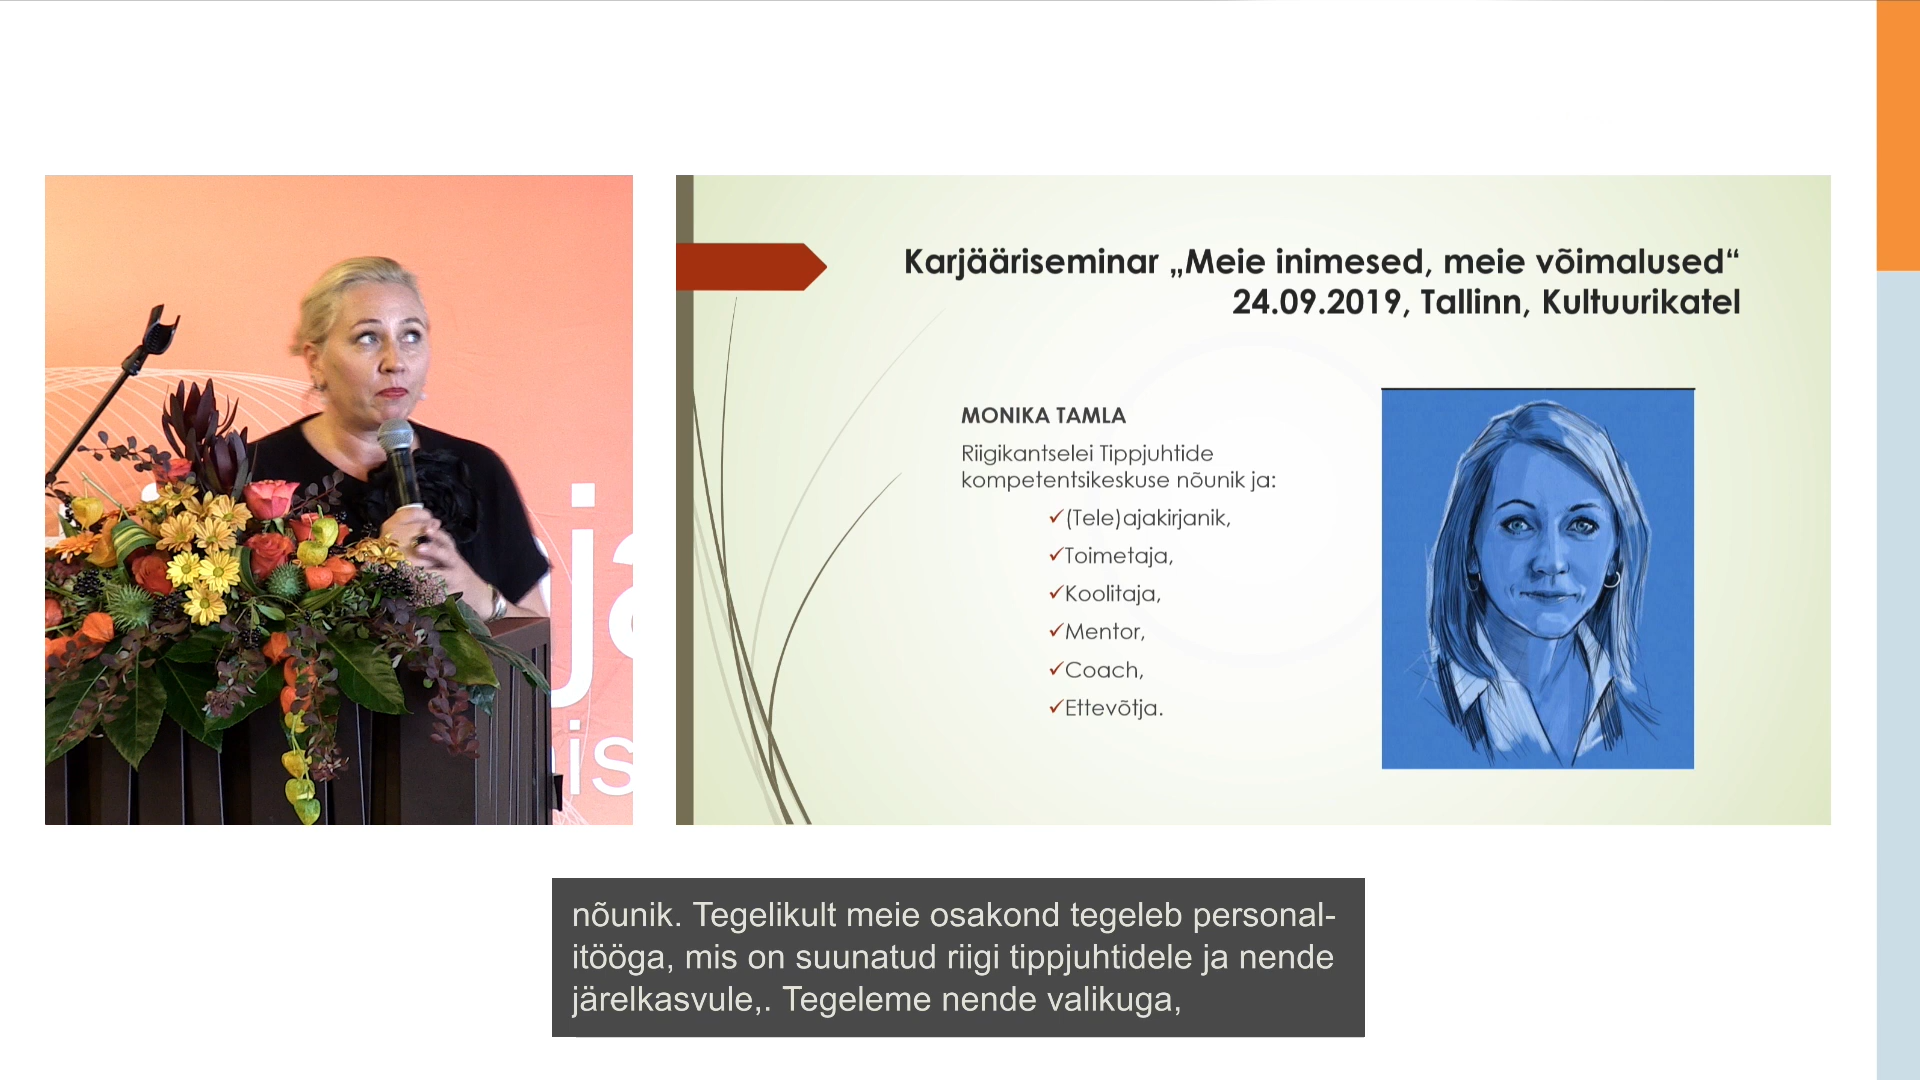 Karjääriseminar „Meie inimesed, meie võimalused“
24.09.2019, Tallinn, Kultuurikatel
MONIKA TAMLA
Riigikantselei Tippjuhtide
kompetentsikeskuse nõunik ja:
✓(Tele)ajakirjanik,
✓Toimetaja,
✓Koolitaja,
✓Mentor,
✓Coach,
✓Ettevõtja.
ja
is
nõunik. Tegelikult meie osakond tegeleb personal-
itööga, mis on suunatud riigi tippjuhtidele ja nende
järelkasvule,. Tegeleme nende valikuga,